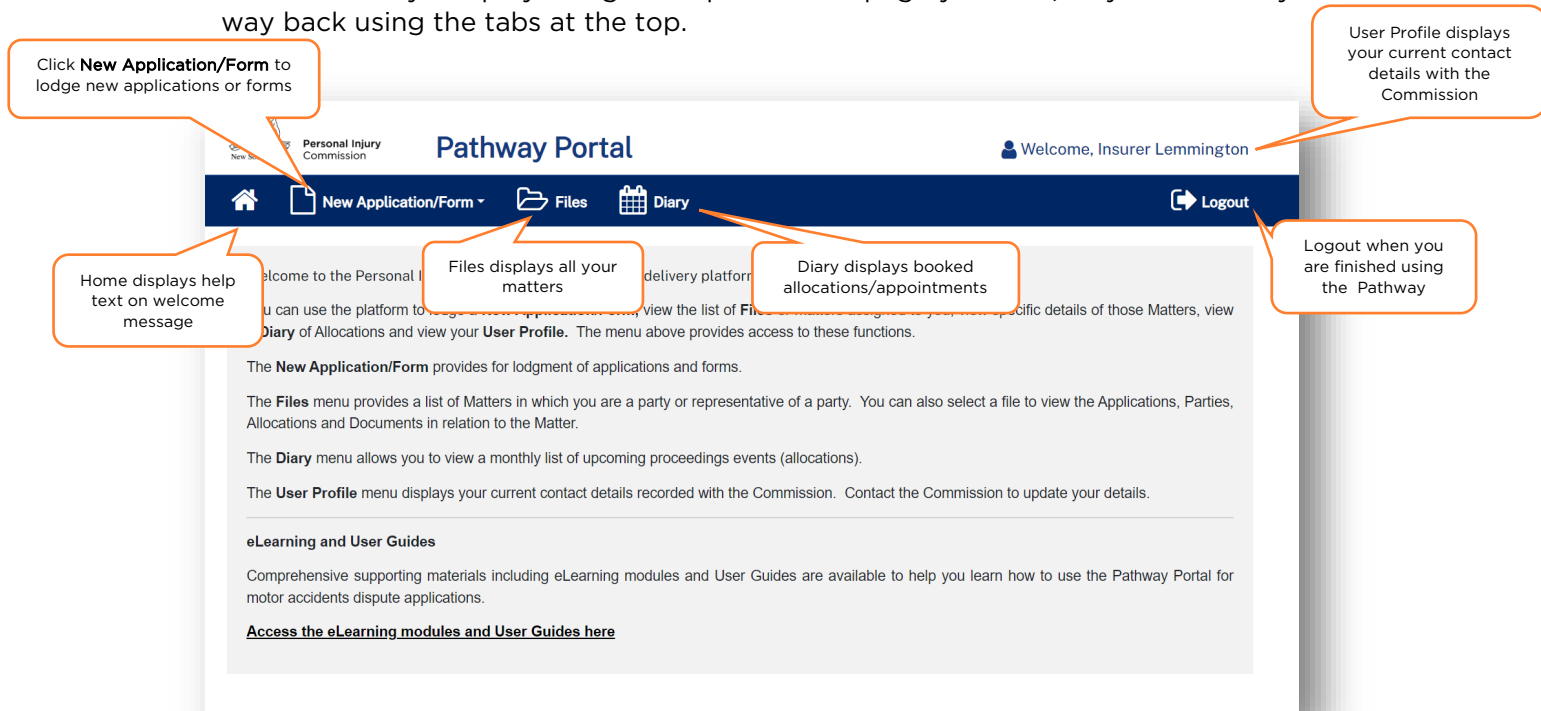 way back using the tabs at the top.
Click New Application/Form to
lodge new applications or forms
User Profile displays
your current contact
details with the
Commission
Personal Injury
Commission
Pathway Portal
Welcome, Insurer Lemmington
New Application/Form
Files
Diary
Logout
Home displays help
text on welcome
message
Files displays all your
matters
Diary displays booked
allocations/appointments
Logout when you
are finished using
the Pathway
to the Personal
delivery
can use the platform to view the list of of those Matters, view
Diary of Allocations and view your User Profile. The menu above provides access to these functions.
The New Application/Form provides for lodgment of applications and forms.
The Files menu provides a list of Matters in which you are a party or representative of a party. You can also select a file to view the Applications, Parties,
Allocations and Documents in relation to the Matter.
The Diary menu allows you to view a monthly list of upcoming proceedings events (allocations).
The User Profile menu displays your current contact details recorded with the Commission. Contact the Commission to update your details.
eLearning and User Guides
Comprehensive supporting materials including eLearning modules and User Guides are available to help you learn how to use the Pathway Portal for
motor accidents dispute applications.
Access the eLearning modules and User Guides here